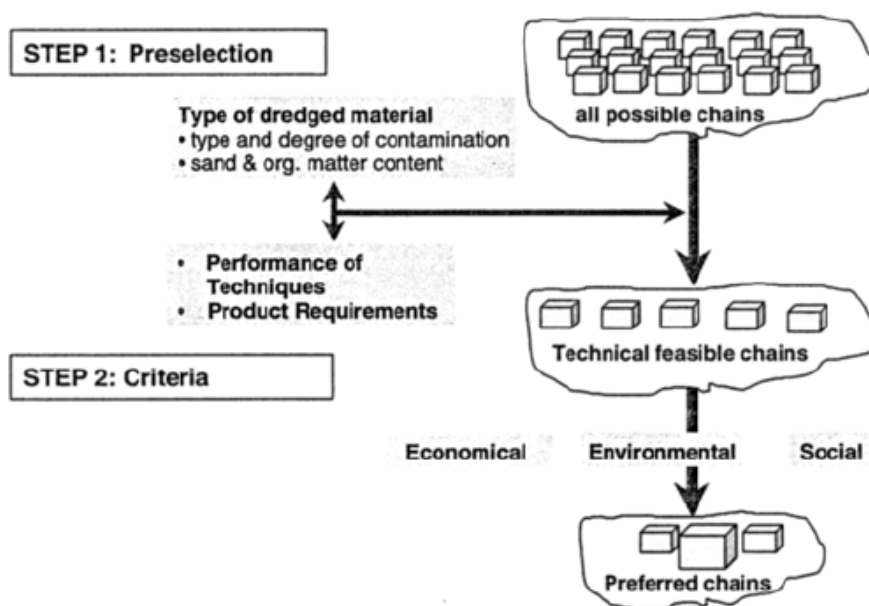 STEP 1: Preselection
all possible chains
Type of dredged material
• type and degree of contamination
• sand & org. matter content
• Performance of
Techniques
• Product Requirements
Technical feasible chains
STEP 2: Criteria
Economical Environmental Social
Preferred chains